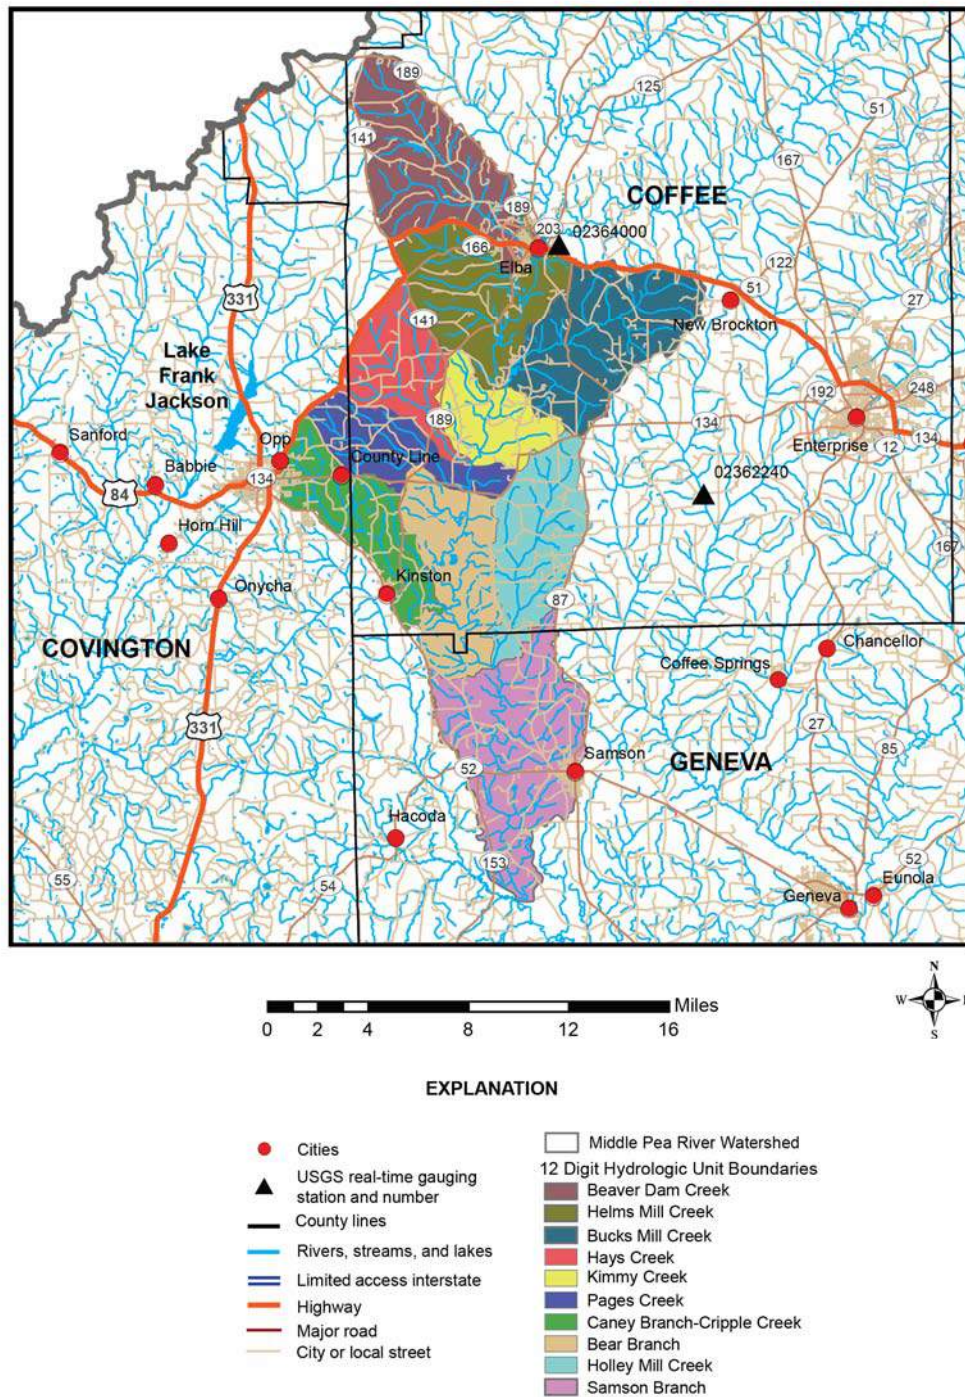 189
125
51
141
167
COFFEE
189
203
02364000
166
Elba
122
51
331
27
New Brockton
141
Lake
Frank
Jackson
192
248
189
134
Sanford
Opp
Enterprise
134
12
Babbie
County Line
134
02362240
84
Horn Hill
167
Kinston
Onycha
87
COVINGTON
Chancellor
Coffee Springs
331
27
85
Samson
GENEVA
52
Hacoda
153
52
55
54
Eunola
Geneva
Miles
0 2 4 8 12 16
N
W
S
EXPLANATION
Cities
USGS real-time gauging
station and number
County lines
Rivers, streams, and lakes
Limited access interstate
Highway
Major road
City or local street
Middle Pea River Watershed
12 Digit Hydrologic Unit Boundaries
Beaver Dam Creek
Helms Mill Creek
Bucks Mill Creek
Hays Creek
Kimmy Creek
Pages Creek
Caney Branch-Cripple Creek
Bear Branch
Holley Mill Creek
Samson Branch